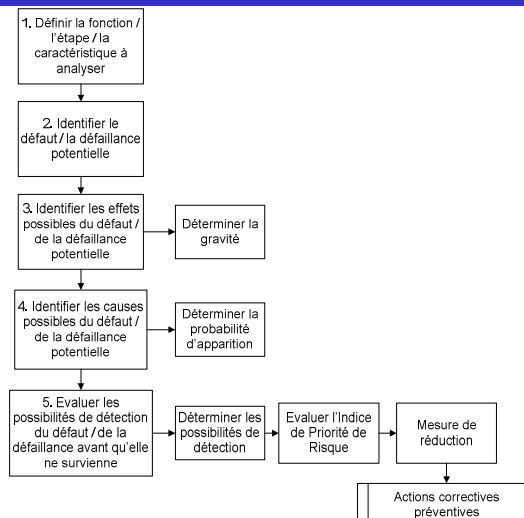 1. Définir la fonction /
l'étape / la
caractéristique à
analyser
2. Identifier le
défaut / la défaillance
potentielle
3. Identifier les effets
possibles du défaut /
de la défaillance
potentielle
Déterminer la
gravité
4. Identifier les causes
possibles du défaut /
de la défaillance
potentielle
Déterminer la
probabilité
d'apparition
5. Evaluer les
possibilités de détection
du défaut / de la
défaillance avant qu'elle
ne survienne
Déterminer les
possibilités de
détection
Evaluer l'Indice
de Priorité de
Risque
Mesure de
réduction
Actions correctives
préventives